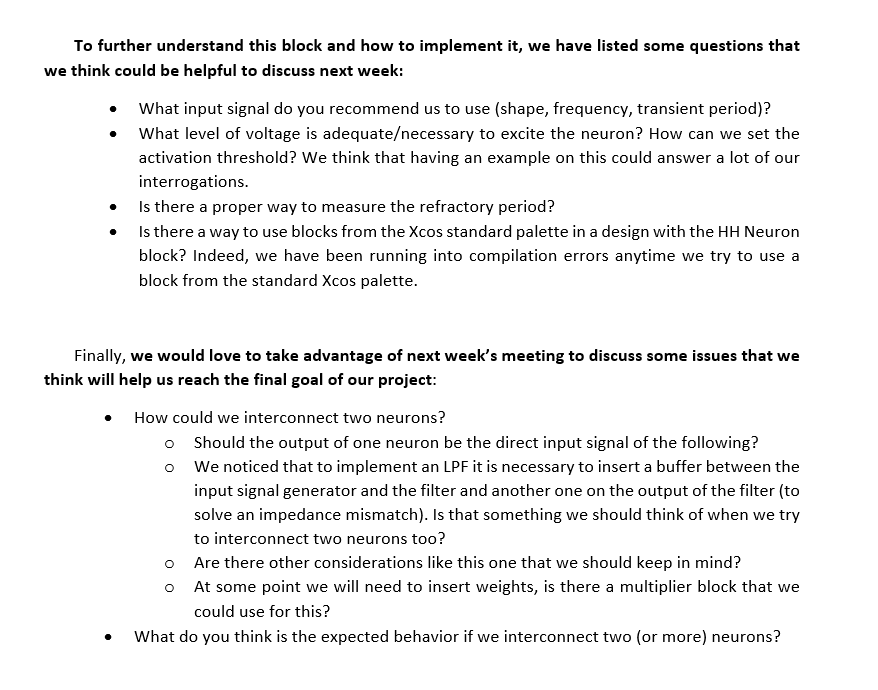 To further understand this block and how to implement it, we have listed some questions that
we think could be helpful to discuss next week:
• What input signal do you recommend us to use (shape, frequency, transient period)?
• What level of voltage is adequate/necessary to excite the neuron? How can we set the
activation threshold? We think that having an example on this could answer a lot of our
interrogations.
• Is there a proper way to measure the refractory period?
• Is there a way to use blocks from the Xcos standard palette in a design with the HH Neuron
block? Indeed, we have been running into compilation errors anytime we try to use a
block from the standard Xcos palette.
Finally, we would love to take advantage of next week's meeting to discuss some issues that we
think will help us reach the final goal of our project:
• How could we interconnect two neurons?
o Should the output of one neuron be the direct input signal of the following?
o We noticed that to implement an LPF it is necessary to insert a buffer between the
input signal generator and the filter and another one on the output of the filter (to
solve an impedance mismatch). Is that something we should think of when we try
to interconnect two neurons too?
o Are there other considerations like this one that we should keep in mind?
o At some point we will need to insert weights, is there a multiplier block that we
could use for this?
• What do you think is the expected behavior if we interconnect two (or more) neurons?